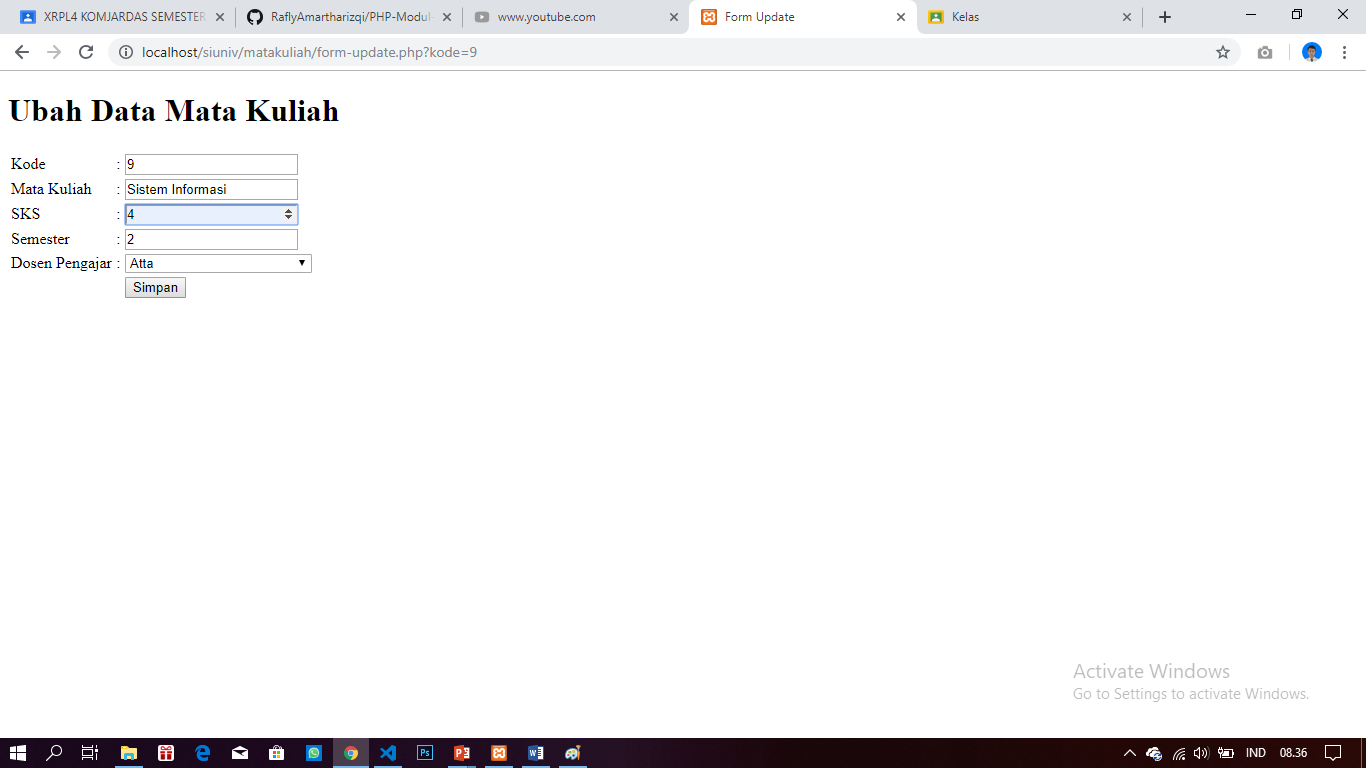 XRPL4 KOMJARDAS SEMESTER
RaflyAmartharizqi/PHP-Modul-
www.youtube.com
Form Update
Kelas
localhost/siuniv/matakuliah/form-update.php?kode=9
Ubah Data Mata Kuliah
Kode : 9
Mata Kuliah : Sistem Informasi
SKS : 4
Semester : 2
Dosen Pengajar : Atta
Simpan
Activate Windows
Go to Settings to activate Windows.
IND 08.36